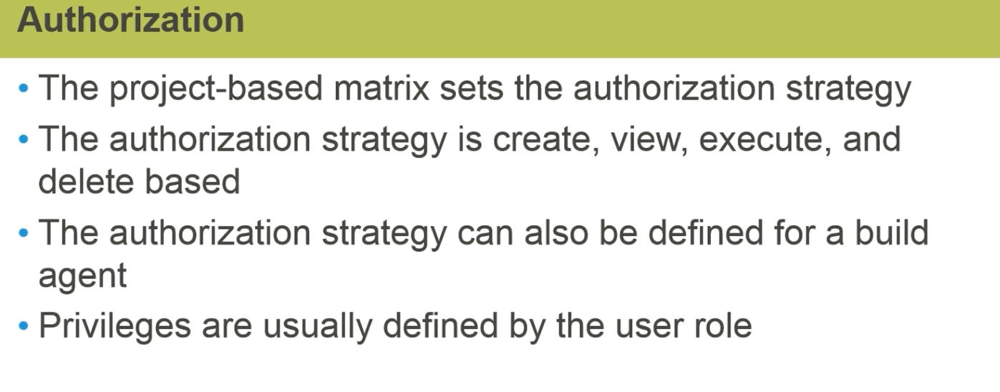 Authorization
• The project-based matrix sets the authorization strategy
• The authorization strategy is create, view, execute, and
delete based
• The authorization strategy can also be defined for a build
agent
• Privileges are usually defined by the user role